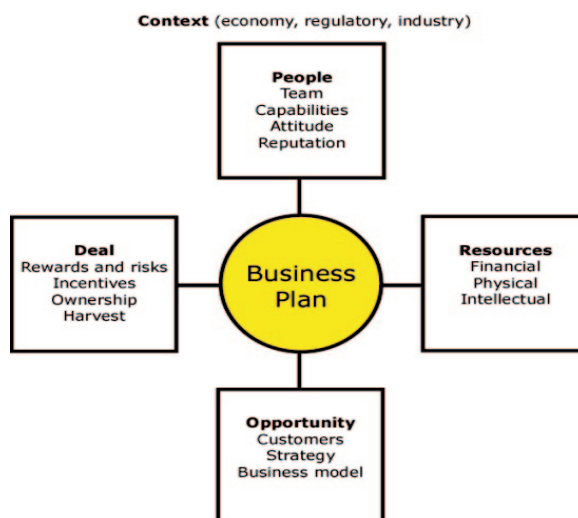 Context (economy, regulatory, industry)
People
Team
Capabilities
Attitude
Reputation
Deal
Rewards and risks
Incentives
Ownership
Harvest
Business
Plan
Resources
Financial
Physical
Intellectual
Opportunity
Customers
Strategy
Business model